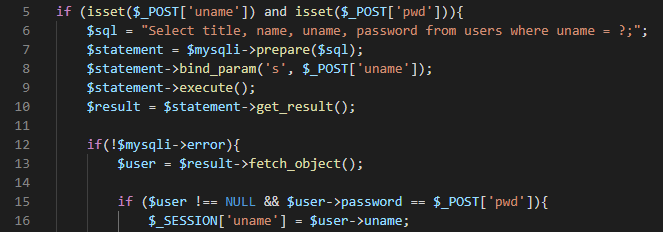 5 if (isset($_POST['uname']) and isset($_POST['pwd'])){
6 $sql = "Select title, name, uname, password from users where uname = ?;";
7 $statement = $mysqli->prepare($sql);
8 $statement->bind_param('s', $_POST['uname']);
9 $statement->execute();
10 $result = $statement->get_result();
11
12 if(!$mysqli->error){
13 $user = $result->fetch_object();
14
15 if ($user !== NULL && $user->password == $_POST['pwd']){
16 $_SESSION['uname'] = $user->uname;